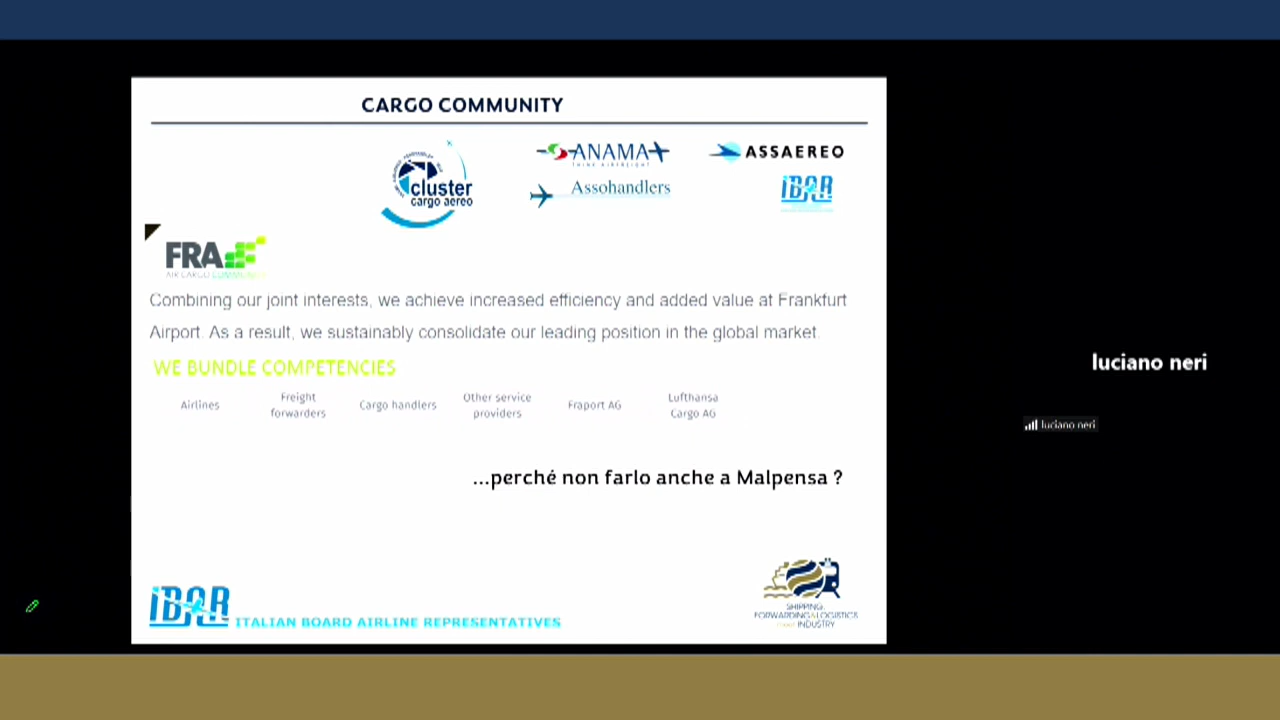 CARGO COMMUNITY
cluster
cargo aereo
ANAMA
THINK AIRFREIGHT
Assohandlers
ASSAEREO
IBAR
FRA
AIR CARGO COMMUNITY
Combining our joint interests, we achieve increased efficiency and added value at Frankfurt
Airport. As a result, we sustainably consolidate our leading position in the global market.
WE BUNDLE COMPETENCIES
Airlines
Freight
forwarders
Cargo handlers
Other service
providers
Fraport AG
Lufthansa
Cargo AG
...perché non farlo anche a Malpensa ?
luciano neri
luciano neri
IBAR
ITALIAN BOARD AIRLINE REPRESENTATIVES
SHIPPING,
FORWARDING&LOGISTICS
INDUSTRY